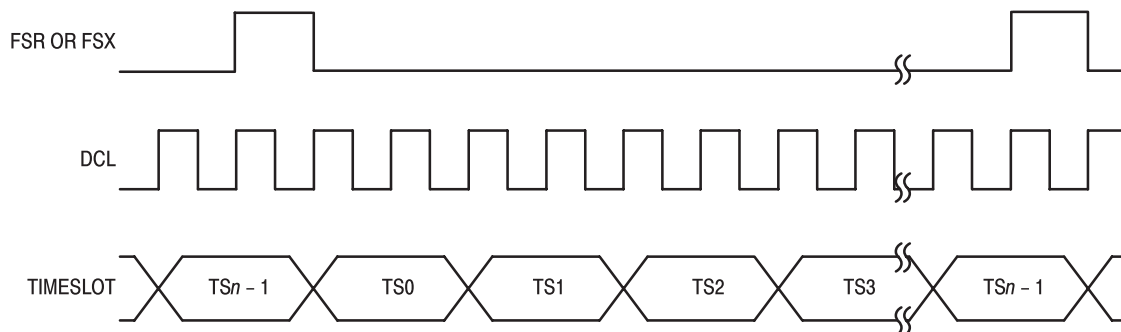 FSR OR FSX
DCL
TIMESLOT TSn – 1 TS0 TS1 TS2 TS3 TSn – 1